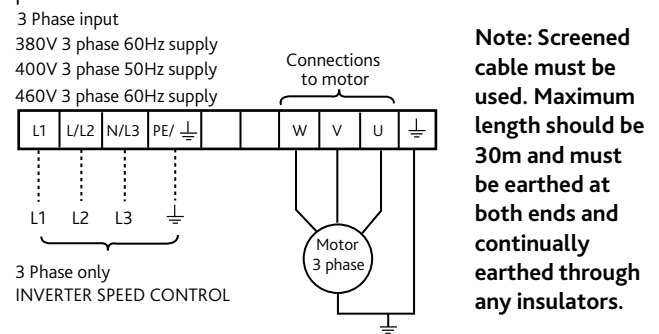 3 Phase input
380V 3 phase 60Hz supply
400V 3 phase 50Hz supply
460V 3 phase 60Hz supply
Connections
to motor
L1 L/L2 N/L3 PE/ W V U
L1 L2 L3
Motor
3 phase
3 Phase only
INVERTER SPEED CONTROL
Note: Screened
cable must be
used. Maximum
length should be
30m and must
be earthed at
both ends and
continually
earthed through
any insulators.